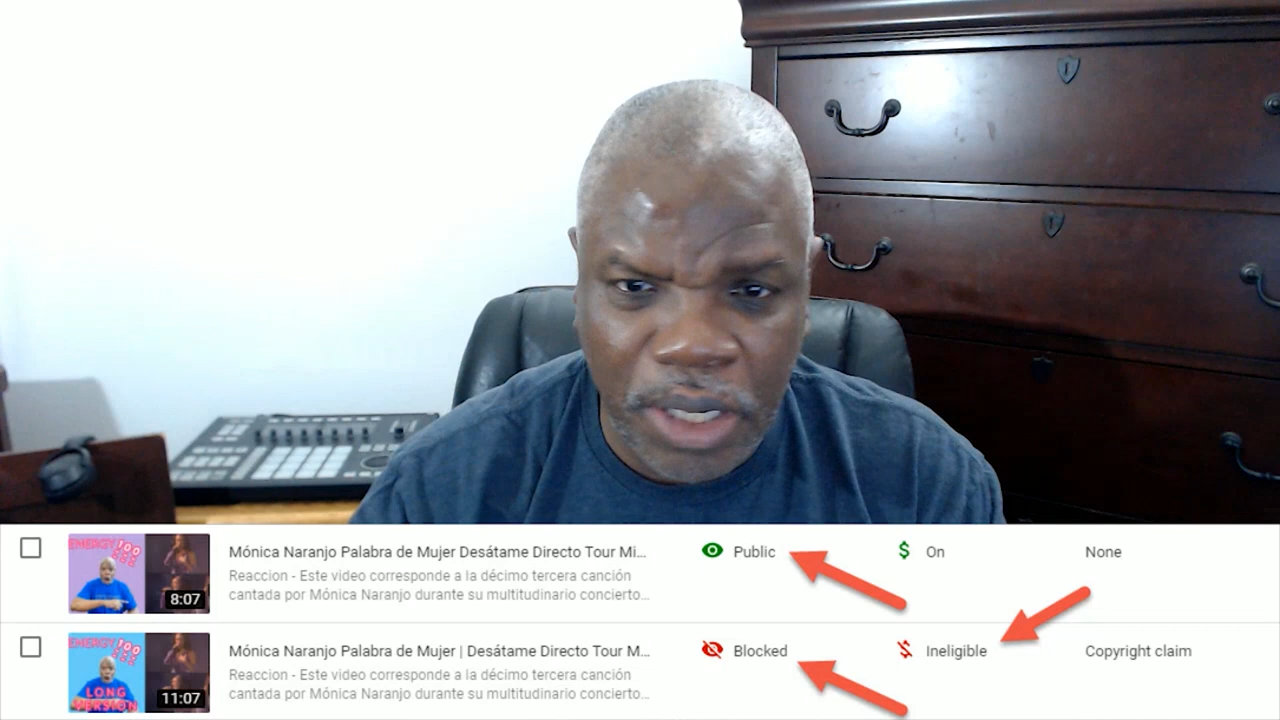 Mónica Naranjo Palabra de Mujer Desátame Directo Tour Mi... Public On None
Reaccion - Este video corresponde a la décimo tercera canción
cantada por Mónica Naranjo durante su multitudinario concierto...
ENERGY 100
8:07
Mónica Naranjo Palabra de Mujer | Desátame Directo Tour M... Blocked Ineligible Copyright claim
Reaccion - Este video corresponde a la décimo tercera canción
cantada por Mónica Naranjo durante su multitudinario concierto...
ENERGY 100
LONG
VERSION
11:07